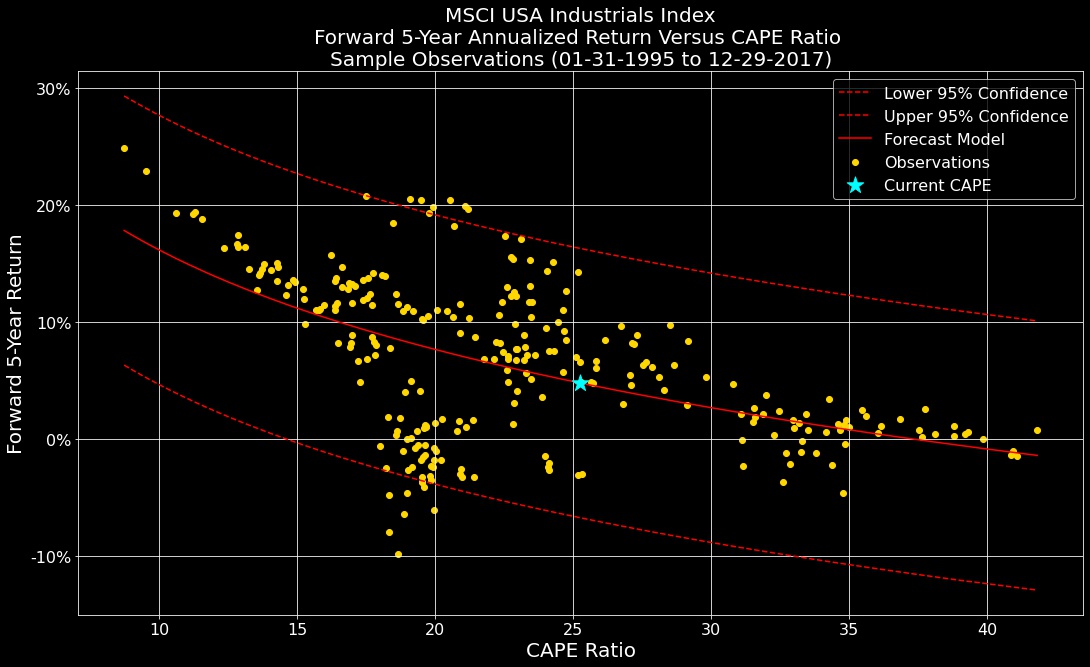 MSCI USA Industrials Index
Forward 5-Year Annualized Return Versus CAPE Ratio
Sample Observations (01-31-1995 to 12-29-2017)
Lower 95% Confidence
Upper 95% Confidence
Forecast Model
Observations
Current CAPE
Forward 5-Year Return
30%
20%
10%
0%
-10%
10 15 20 25 30 35 40
CAPE Ratio